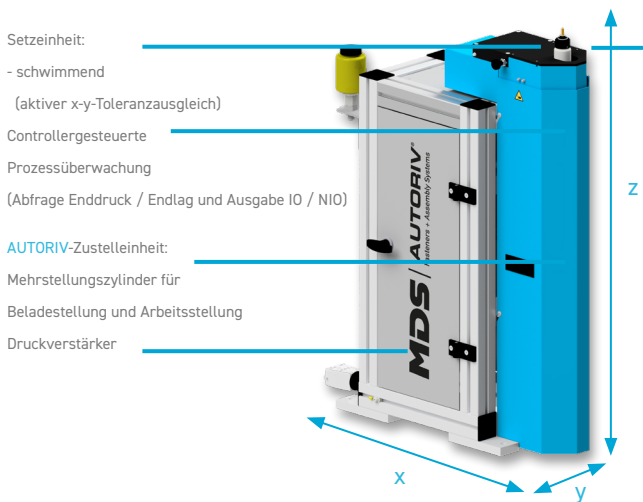 Setzeinheit:
- schwimmend
(aktiver x-y-Toleranzausgleich)
Controllergesteuerte
Prozessüberwachung
(Abfrage Enddruck / Endlag und Ausgabe IO / NIO)
AUTORIV-Zustelleinheit:
Mehrstellungszylinder für
Beladestellung und Arbeitsstellung
Druckverstärker
MDS | AUTORIV®
Fasteners + Assembly Systems
z
x
y